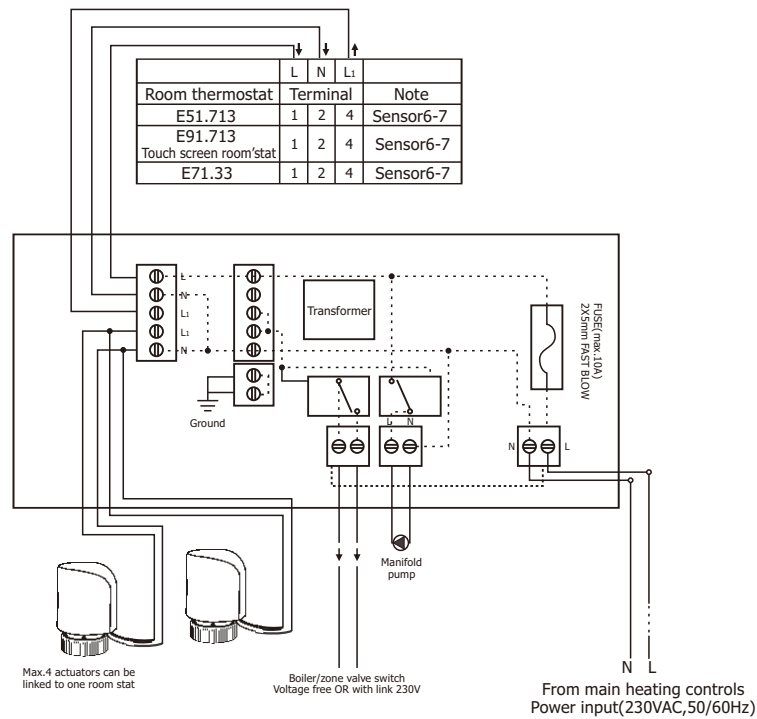 L N L1
Room thermostat Terminal Note
E51.713 1 2 4 Sensor6-7
E91.713
Touch screen room'stat 1 2 4 Sensor6-7
E71.33 1 2 4 Sensor6-7
L
N
L1
L1
N
Transformer
FUSE(max.10A)
2X5mm FAST BLOW
Ground
L N
N L
Manifold
pump
Max.4 actuators can be
linked to one room stat
Boiler/zone valve switch
Voltage free OR with link 230V
N L
From main heating controls
Power input(230VAC,50/60Hz)